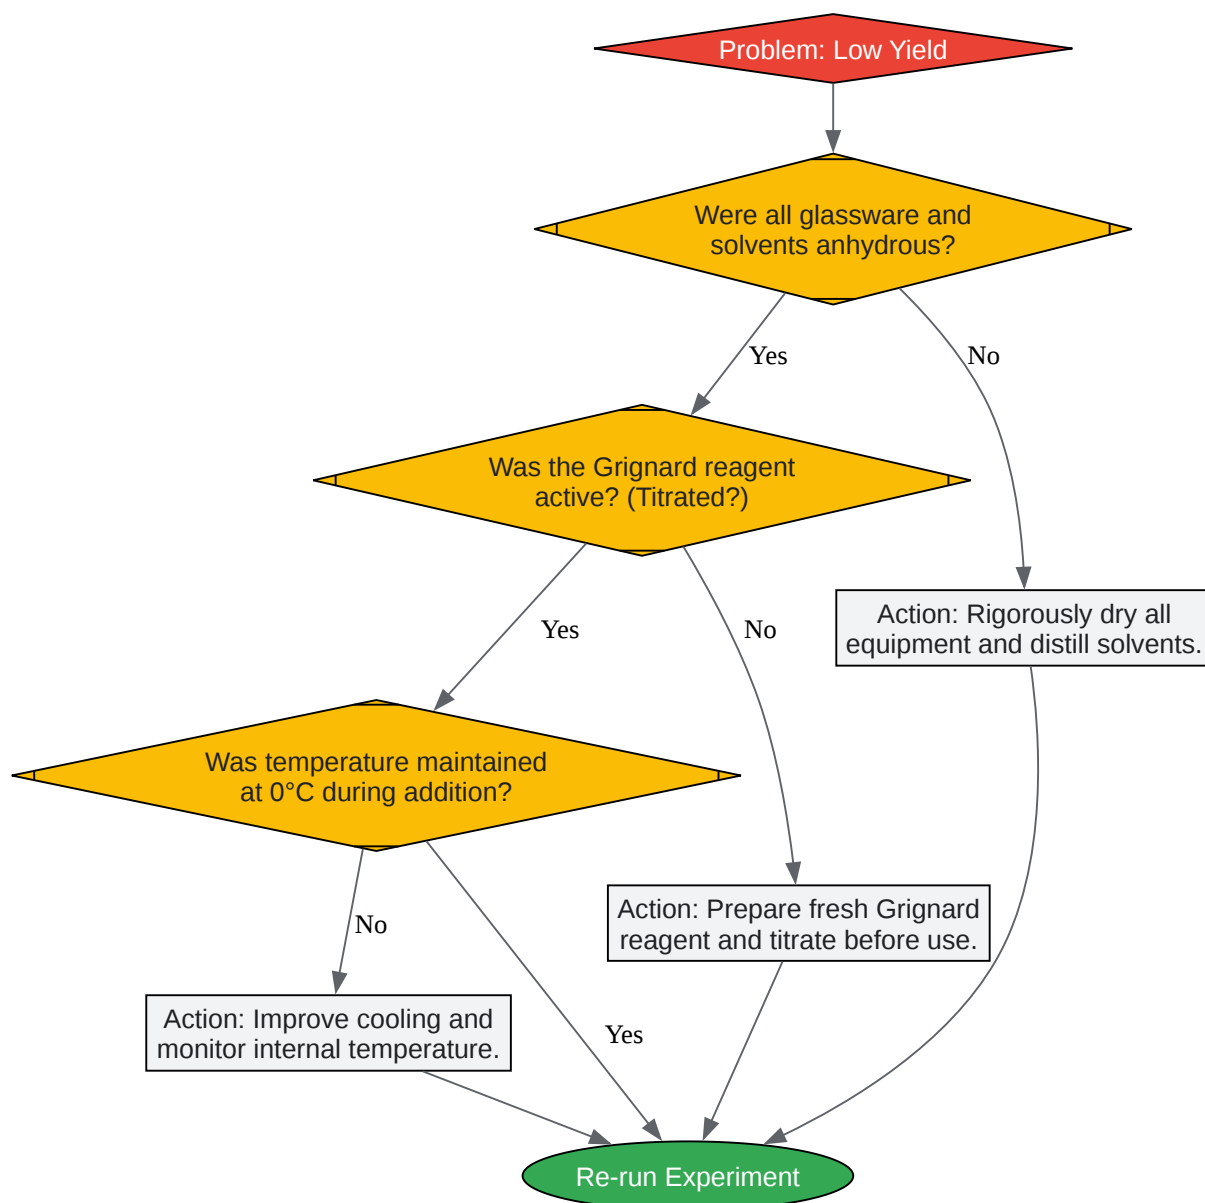 Problem: Low Yield
Were all glassware and
solvents anhydrous?
Yes
No
Was the Grignard reagent
active? (Titrated?)
Yes
No
Action: Rigorously dry all
equipment and distill solvents.
Was temperature maintained
at 0°C during addition?
No
Yes
Action: Prepare fresh Grignard
reagent and titrate before use.
Action: Improve cooling and
monitor internal temperature.
Re-run Experiment